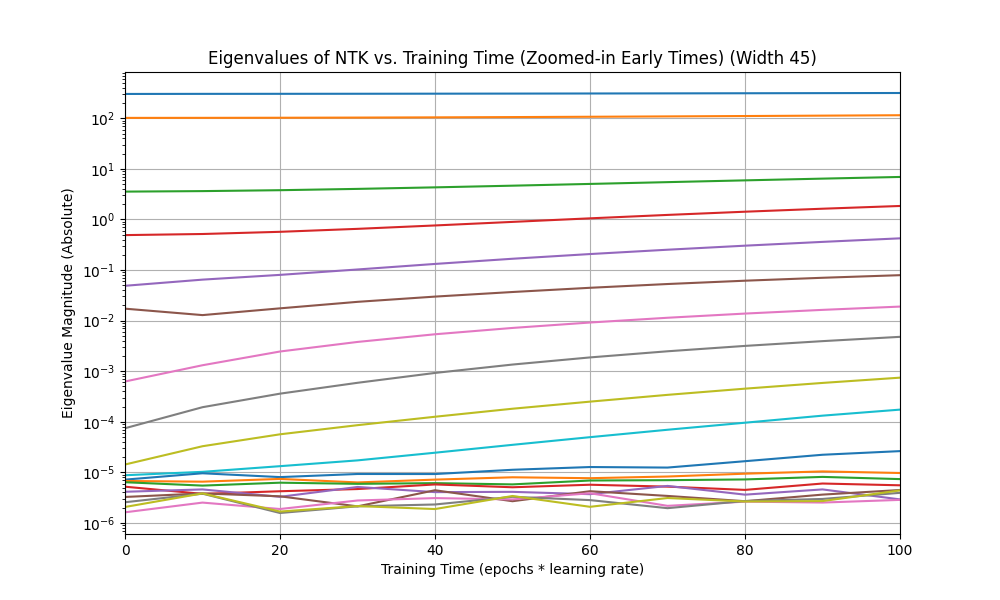 Eigenvalues of NTK vs. Training Time (Zoomed-in Early Times) (Width 45)
Eigenvalue Magnitude (Absolute)
10²
10¹
10⁰
10⁻¹
10⁻²
10⁻³
10⁻⁴
10⁻⁵
10⁻⁶
0 20 40 60 80 100
Training Time (epochs * learning rate)